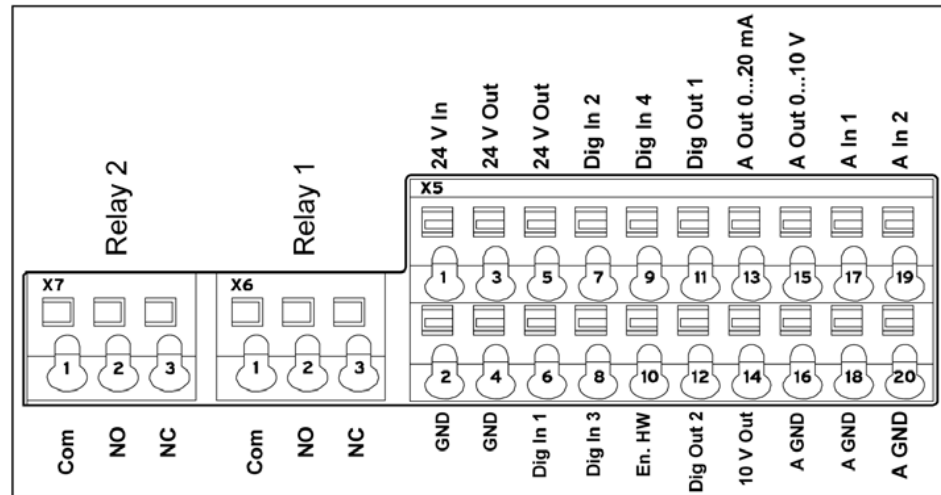 24 V In
24 V Out
24 V Out
Dig In 2
Dig In 4
Dig Out 1
A Out 0...20 mA
A Out 0...10 V
A In 1
A In 2
Relay 2
Relay 1
X5
1 3 5 7 9 11 13 15 17 19
X7
X6
1 2 3
1 2 3
2 4 6 8 10 12 14 16 18 20
Com
NO
NC
Com
NO
NC
GND
GND
Dig In 1
Dig In 3
En. HW
Dig Out 2
10 V Out
A GND
A GND
A GND